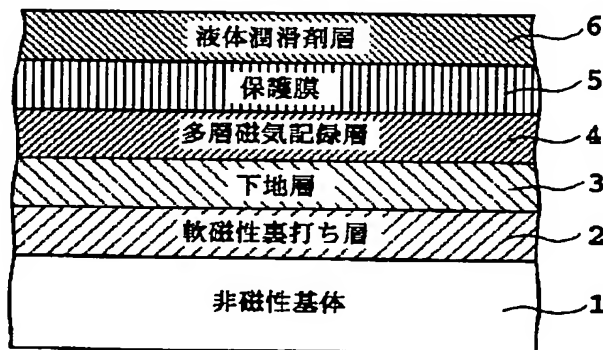 液体潤滑剤層 6
保護膜 5
多層磁気記録層 4
下地層 3
軟磁性裏打ち層 2
非磁性基体 1